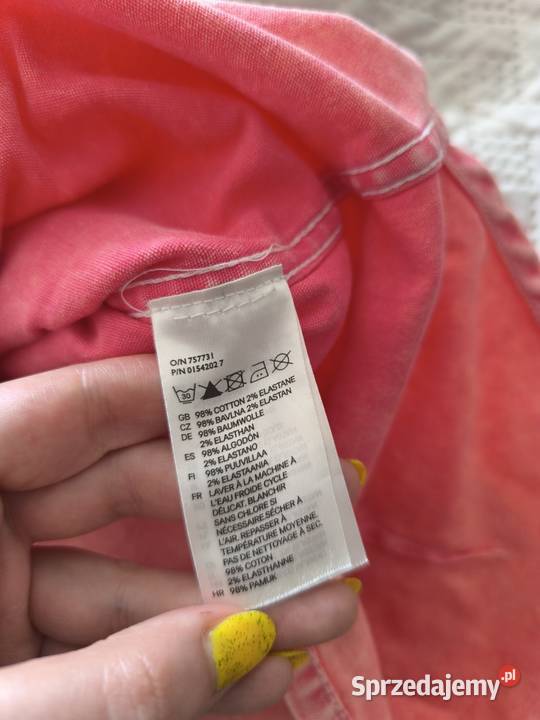 O/N 757731
P/N 0154202 7
30
GB 98% COTTON 2% ELASTANE
CZ 98% BAVLNA 2% ELASTAN
DE 98% BAUMWOLLE
2% ELASTHAN
ES 98% ALGODÓN
2% ELASTANO
FI 98% PUUVILLAA
2% ELASTAANIA
FR LAVER À LA MACHINE À
L'EAU FROIDE CYCLE
DÉLICAT. BLANCHIR
SANS CHLORE SI
NÉCESSAIRE.SÉCHER À
L'AIR. REPASSER À
TEMPÉRATURE MOYENNE.
PAS DE NETTOYAGE À SEC.
98% COTON
2% ELASTHANNE
HR 98% PAMUK
Sprzedajemy.pl